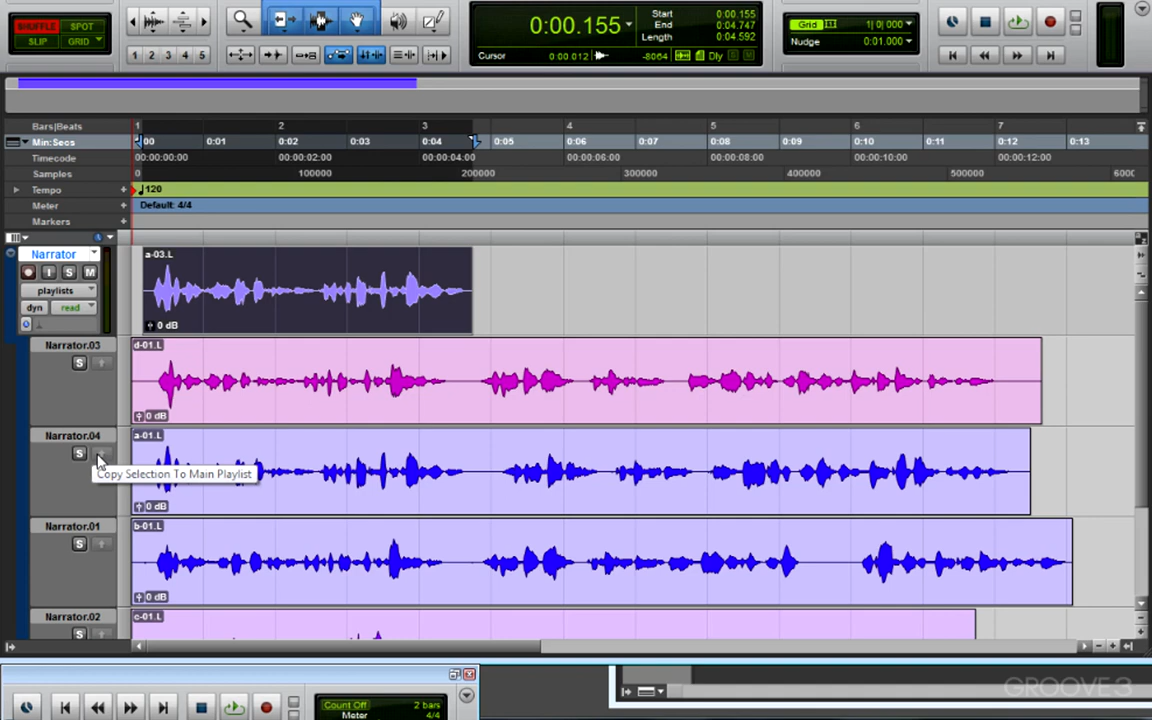 SHUFFLE SPOT
SLIP GRID
1 2 3 4 5
0:00.155
Start 0:00.155
End 0:04.747
Length 0:04.592
Cursor 0:00.012 -8064 Dly
Grid 1| 0| 000
Nudge 0:01.000
Bars|Beats 1 2 3 4 5 6 7
Min:Secs 00 0:01 0:02 0:03 0:04 0:05 0:06 0:07 0:08 0:09 0:10 0:11 0:12 0:13
Timecode 00:00:00:00 00:00:02:00 00:00:04:00 00:00:06:00 00:00:08:00 00:00:10:00 00:00:12:00
Samples 0 100000 200000 300000 400000 500000 6000
Tempo + 120
Meter + Default: 4/4
Markers +
Narrator
I S M
playlists
dyn read
a-03.L
0 dB
Narrator.03
S
d-01.L
0 dB
Narrator.04
S
a-01.L
Copy Selection To Main Playlist
0 dB
Narrator.01
S
b-01.L
0 dB
Narrator.02
S
c-01.L
Count Off 2 bars
Meter 4/4
GROOVE3